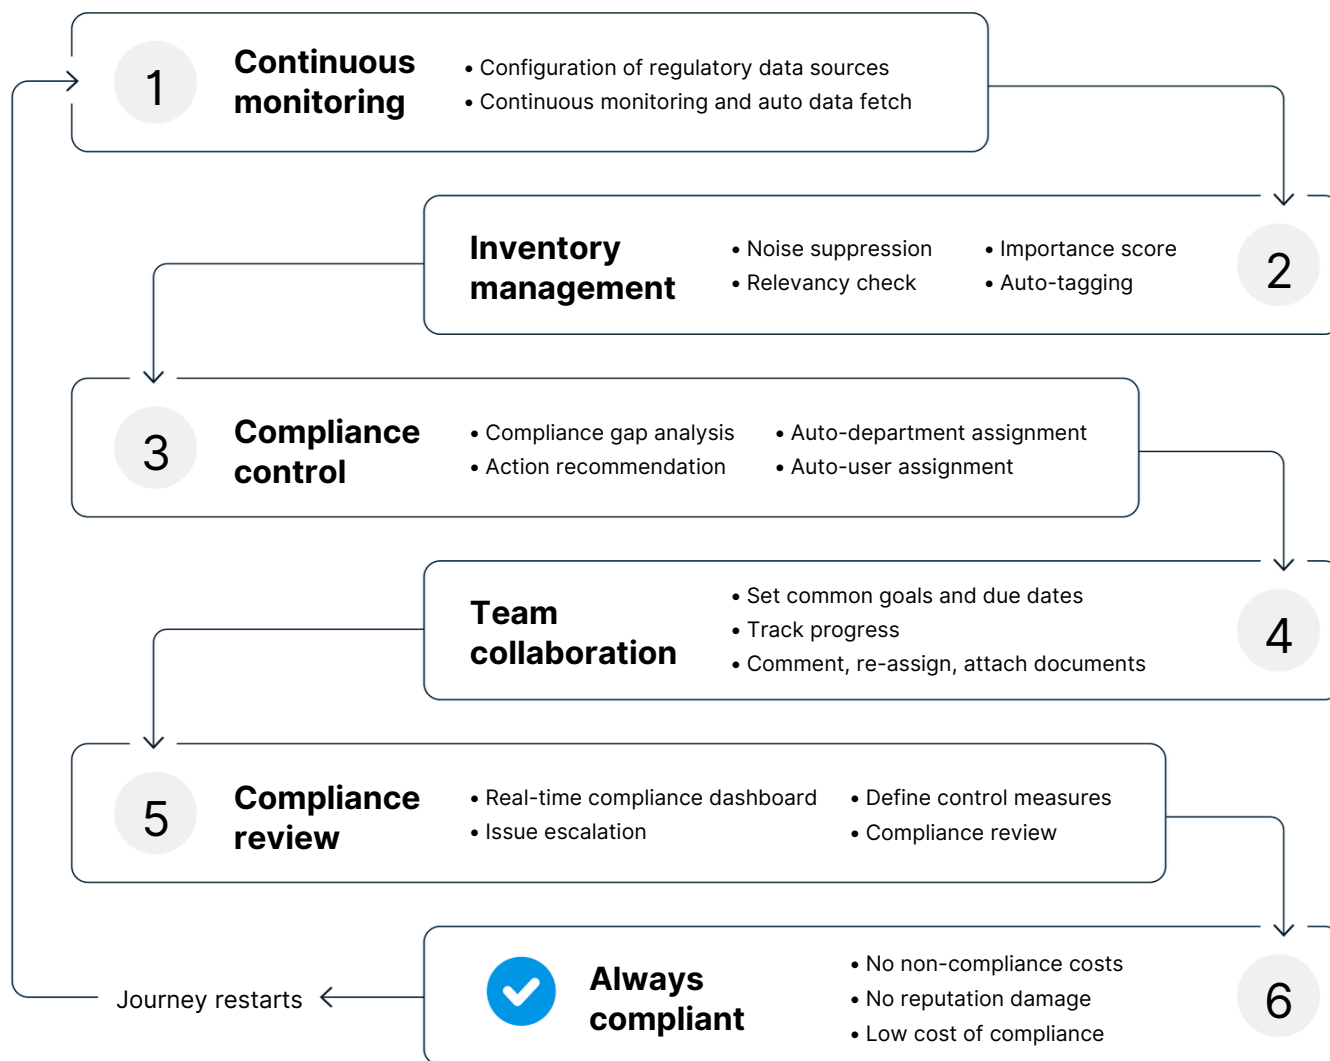 1
Continuous
monitoring
• Configuration of regulatory data sources
• Continuous monitoring and auto data fetch
Inventory
management
• Noise suppression
• Relevancy check
• Importance score
• Auto-tagging
2
3
Compliance
control
• Compliance gap analysis
• Action recommendation
• Auto-department assignment
• Auto-user assignment
Team
collaboration
• Set common goals and due dates
• Track progress
• Comment, re-assign, attach documents
4
5
Compliance
review
• Real-time compliance dashboard
• Issue escalation
• Define control measures
• Compliance review
Always
compliant
• No non-compliance costs
• No reputation damage
• Low cost of compliance
6
Journey restarts